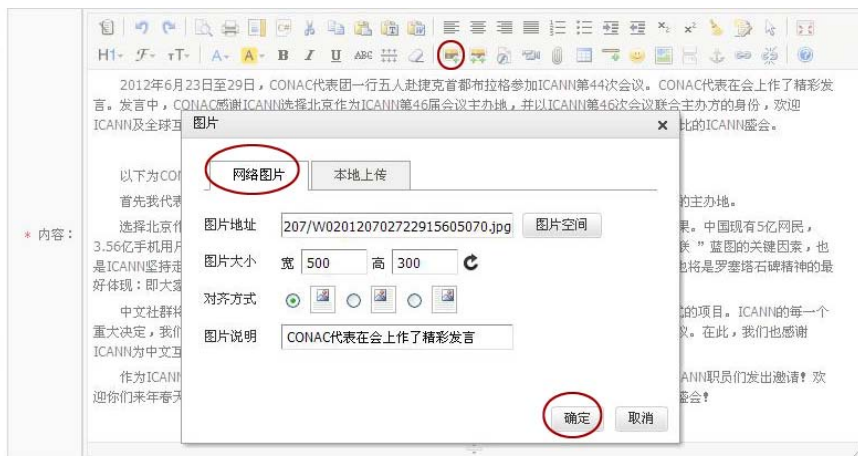 H1- F- тT- A- A- B I U ABC
2012年6月23日至29日，CONAC代表团一行五人赴捷克首都布拉格参加ICANN第44次会议。CONAC代表在会上作了精彩发
言。发言中，CONAC感谢ICANN选择北京作为ICANN第46届会议主办地，并以ICANN第46次会议联合主办方的身份，欢迎
ICANN及全球互
比的ICANN盛会。
图片
网络图片 本地上传
以下为CON
首先我代表
的主办地。
* 内容：
选择北京作
果。中国现有5亿网民，
图片地址 207/W020120702722915605070.jpg 图片空间
3.56亿手机用户
联 ” 蓝图的关键因素，也
是ICANN坚持走
也将是罗塞塔石碑精神的最
图片大小 宽 500 高 300
好体现：即大家
对齐方式
中文社群将
的项目。ICANN的每一个
重大决定，我们
议。在此，我们也感谢
图片说明 CONAC代表在会上作了精彩发言
ICANN为中文互
作为ICANN
ANN职员们发出邀请！欢
迎你们来年春天
盛会！
确定 取消